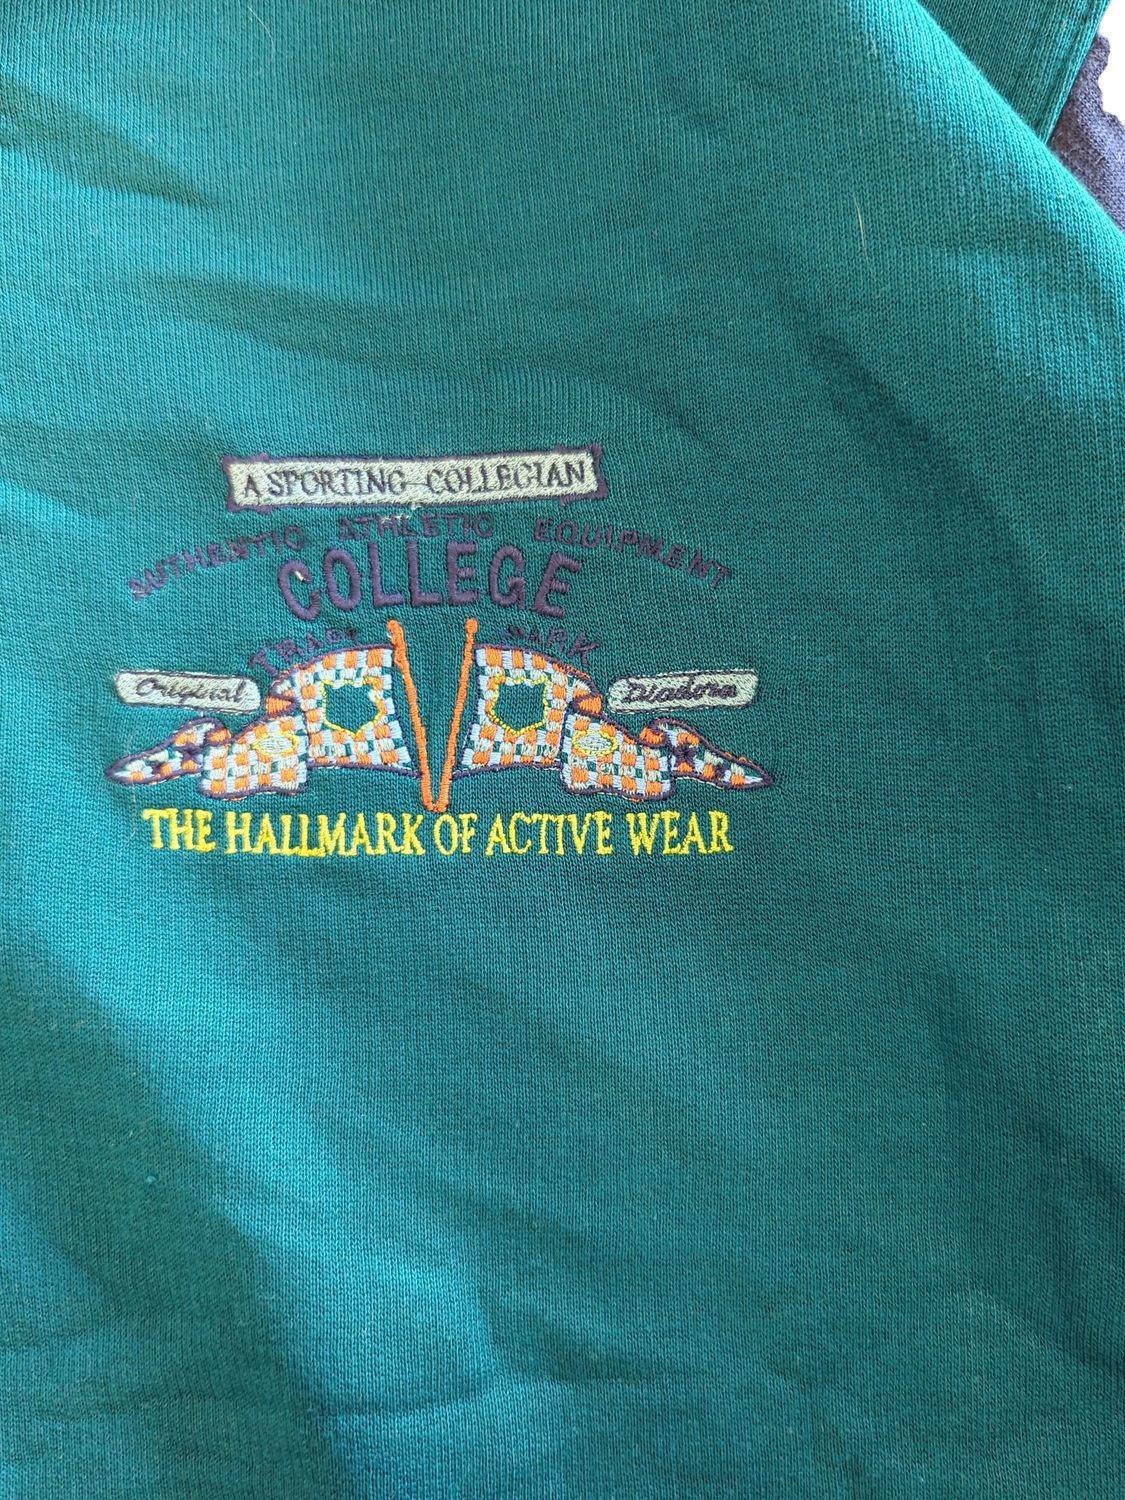 A SPORTING COLLEGIAN
AUTHENTIC ATHLETIC EQUIPMENT
COLLEGE
TRADE MARK
Original Diadora
THE HALLMARK OF ACTIVE WEAR